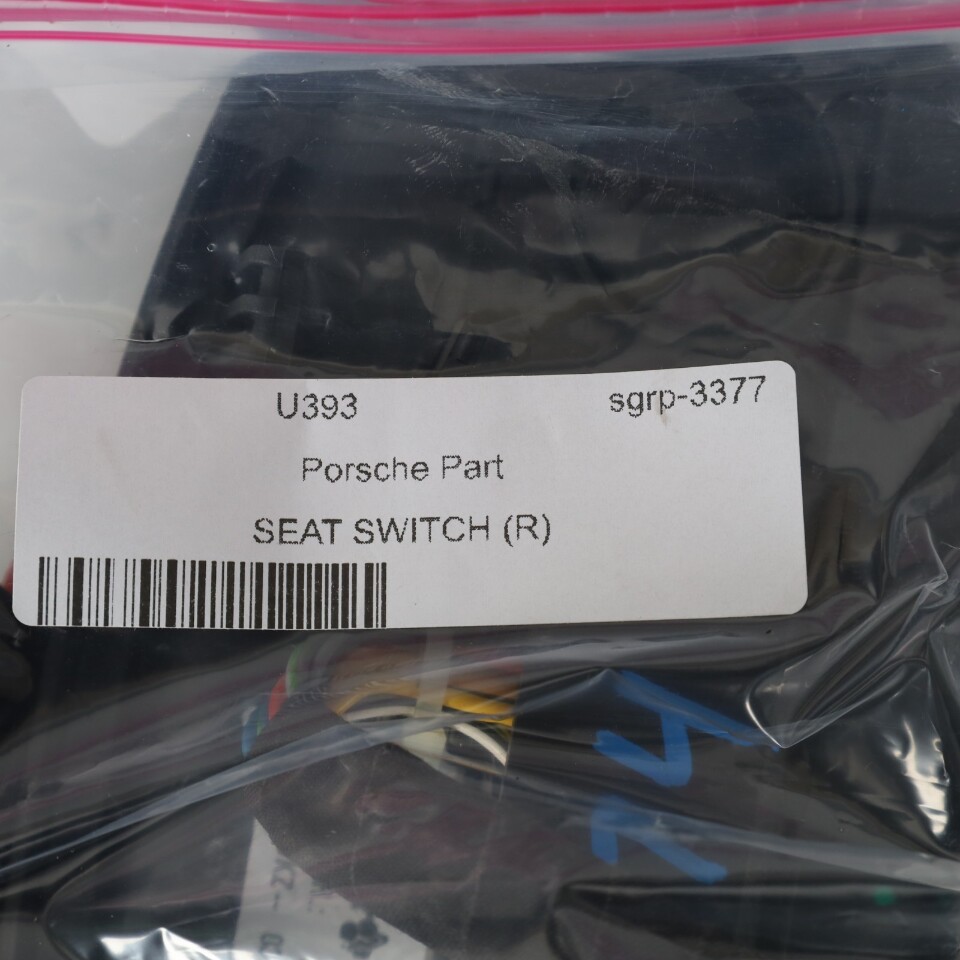 U393 sgrp-3377
Porsche Part
SEAT SWITCH (R)